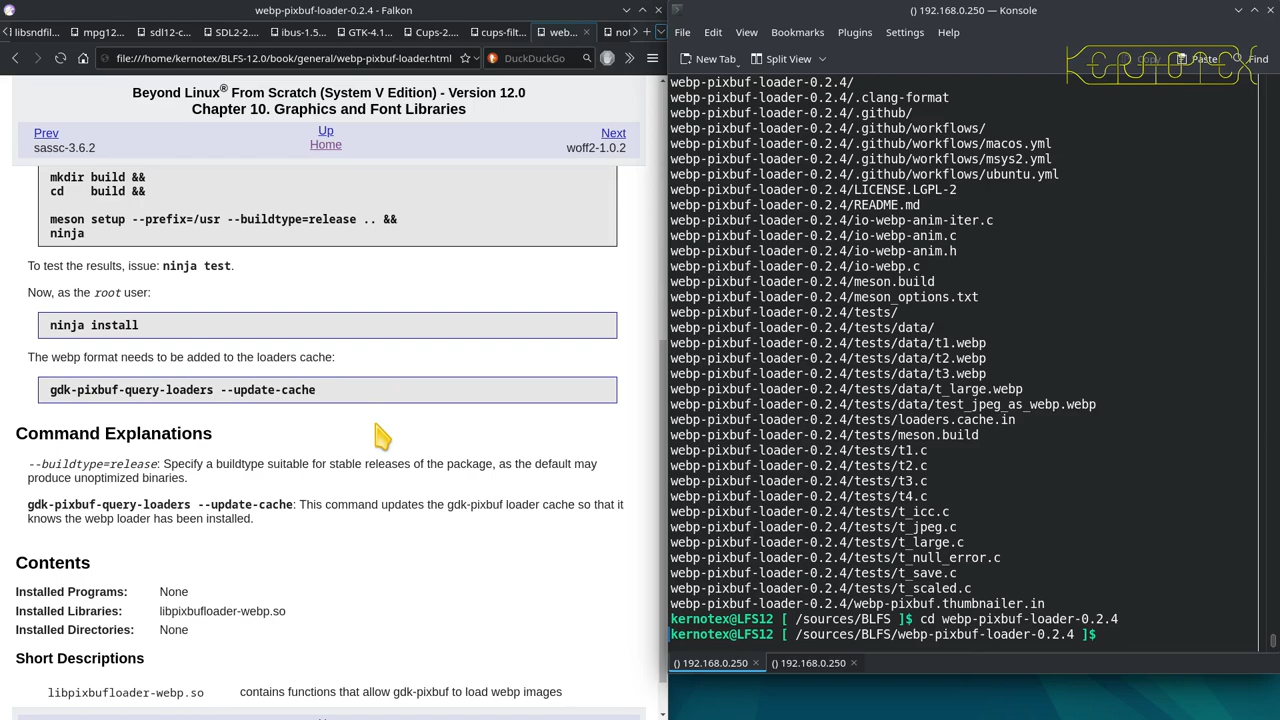 webp-pixbuf-loader-0.2.4 - Falkon
libsndfil...
mpg12...
sdl12-c...
SDL2-2....
ibus-1.5...
GTK-4.1...
Cups-2....
cups-filt...
web...
not
file:///home/kernotex/BLFS-12.0/book/general/webp-pixbuf-loader.html
DuckDuckGo
Beyond Linux® From Scratch (System V Edition) - Version 12.0
Chapter 10. Graphics and Font Libraries
Prev
Up
Next
sassc-3.6.2
Home
woff2-1.0.2
mkdir build &&
cd    build &&
meson setup --prefix=/usr --buildtype=release .. &&
ninja
To test the results, issue: ninja test.
Now, as the root user:
ninja install
The webp format needs to be added to the loaders cache:
gdk-pixbuf-query-loaders --update-cache
Command Explanations
--buildtype=release: Specify a buildtype suitable for stable releases of the package, as the default may
produce unoptimized binaries.
gdk-pixbuf-query-loaders --update-cache: This command updates the gdk-pixbuf loader cache so that it
knows the webp loader has been installed.
Contents
Installed Programs: None
Installed Libraries: libpixbufloader-webp.so
Installed Directories: None
Short Descriptions
libpixbufloader-webp.so contains functions that allow gdk-pixbuf to load webp images
() 192.168.0.250 — Konsole
File Edit View Bookmarks Plugins Settings Help
New Tab Split View Copy Paste Find
KERNOTEX
webp-pixbuf-loader-0.2.4/
webp-pixbuf-loader-0.2.4/.clang-format
webp-pixbuf-loader-0.2.4/.github/
webp-pixbuf-loader-0.2.4/.github/workflows/
webp-pixbuf-loader-0.2.4/.github/workflows/macos.yml
webp-pixbuf-loader-0.2.4/.github/workflows/msys2.yml
webp-pixbuf-loader-0.2.4/.github/workflows/ubuntu.yml
webp-pixbuf-loader-0.2.4/LICENSE.LGPL-2
webp-pixbuf-loader-0.2.4/README.md
webp-pixbuf-loader-0.2.4/io-webp-anim-iter.c
webp-pixbuf-loader-0.2.4/io-webp-anim.c
webp-pixbuf-loader-0.2.4/io-webp-anim.h
webp-pixbuf-loader-0.2.4/io-webp.c
webp-pixbuf-loader-0.2.4/meson.build
webp-pixbuf-loader-0.2.4/meson_options.txt
webp-pixbuf-loader-0.2.4/tests/
webp-pixbuf-loader-0.2.4/tests/data/
webp-pixbuf-loader-0.2.4/tests/data/t1.webp
webp-pixbuf-loader-0.2.4/tests/data/t2.webp
webp-pixbuf-loader-0.2.4/tests/data/t3.webp
webp-pixbuf-loader-0.2.4/tests/data/t_large.webp
webp-pixbuf-loader-0.2.4/tests/data/test_jpeg_as_webp.webp
webp-pixbuf-loader-0.2.4/tests/loaders.cache.in
webp-pixbuf-loader-0.2.4/tests/meson.build
webp-pixbuf-loader-0.2.4/tests/t1.c
webp-pixbuf-loader-0.2.4/tests/t2.c
webp-pixbuf-loader-0.2.4/tests/t3.c
webp-pixbuf-loader-0.2.4/tests/t4.c
webp-pixbuf-loader-0.2.4/tests/t_icc.c
webp-pixbuf-loader-0.2.4/tests/t_jpeg.c
webp-pixbuf-loader-0.2.4/tests/t_large.c
webp-pixbuf-loader-0.2.4/tests/t_null_error.c
webp-pixbuf-loader-0.2.4/tests/t_save.c
webp-pixbuf-loader-0.2.4/tests/t_scaled.c
webp-pixbuf-loader-0.2.4/webp-pixbuf.thumbnailer.in
kernotex@LFS12 [ /sources/BLFS ]$ cd webp-pixbuf-loader-0.2.4
kernotex@LFS12 [ /sources/BLFS/webp-pixbuf-loader-0.2.4 ]$
() 192.168.0.250
() 192.168.0.250